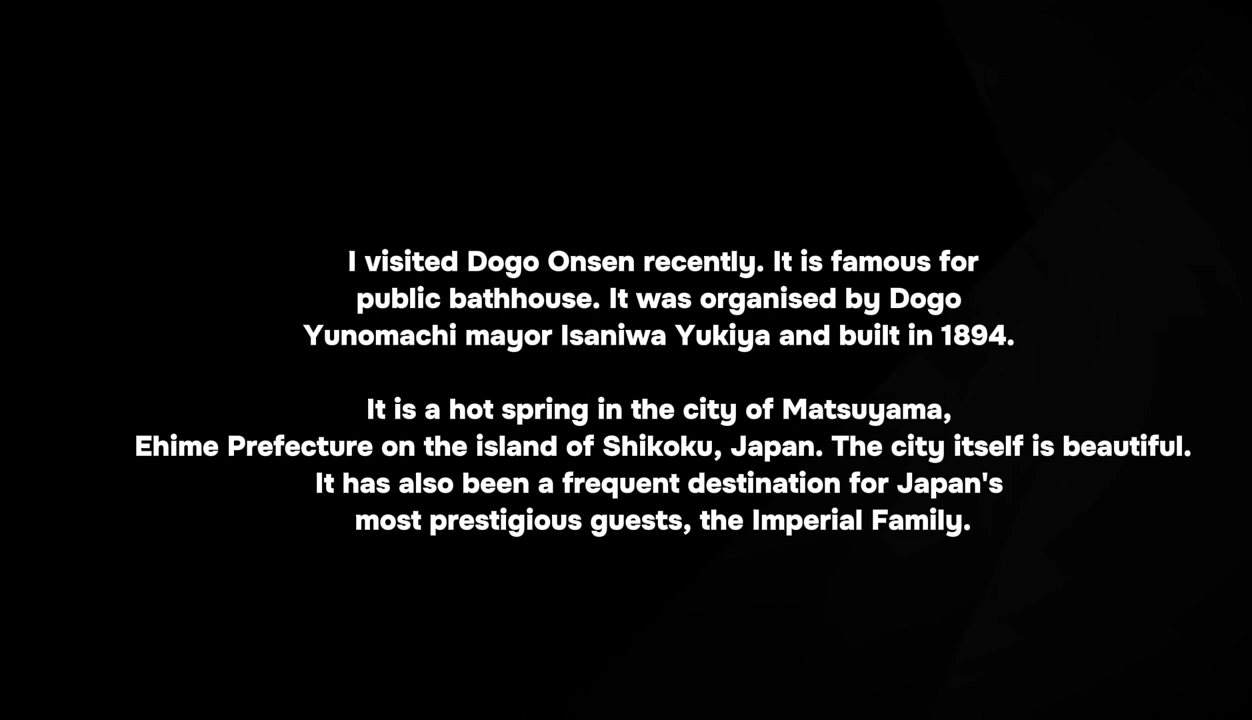 I visited Dogo Onsen recently. It is famous for
public bathhouse. It was organised by Dogo
Yunomachi mayor Isaniwa Yukiya and built in 1894.
It is a hot spring in the city of Matsuyama,
Ehime Prefecture on the island of Shikoku, Japan. The city itself is beautiful.
It has also been a frequent destination for Japan's
most prestigious guests, the Imperial Family.